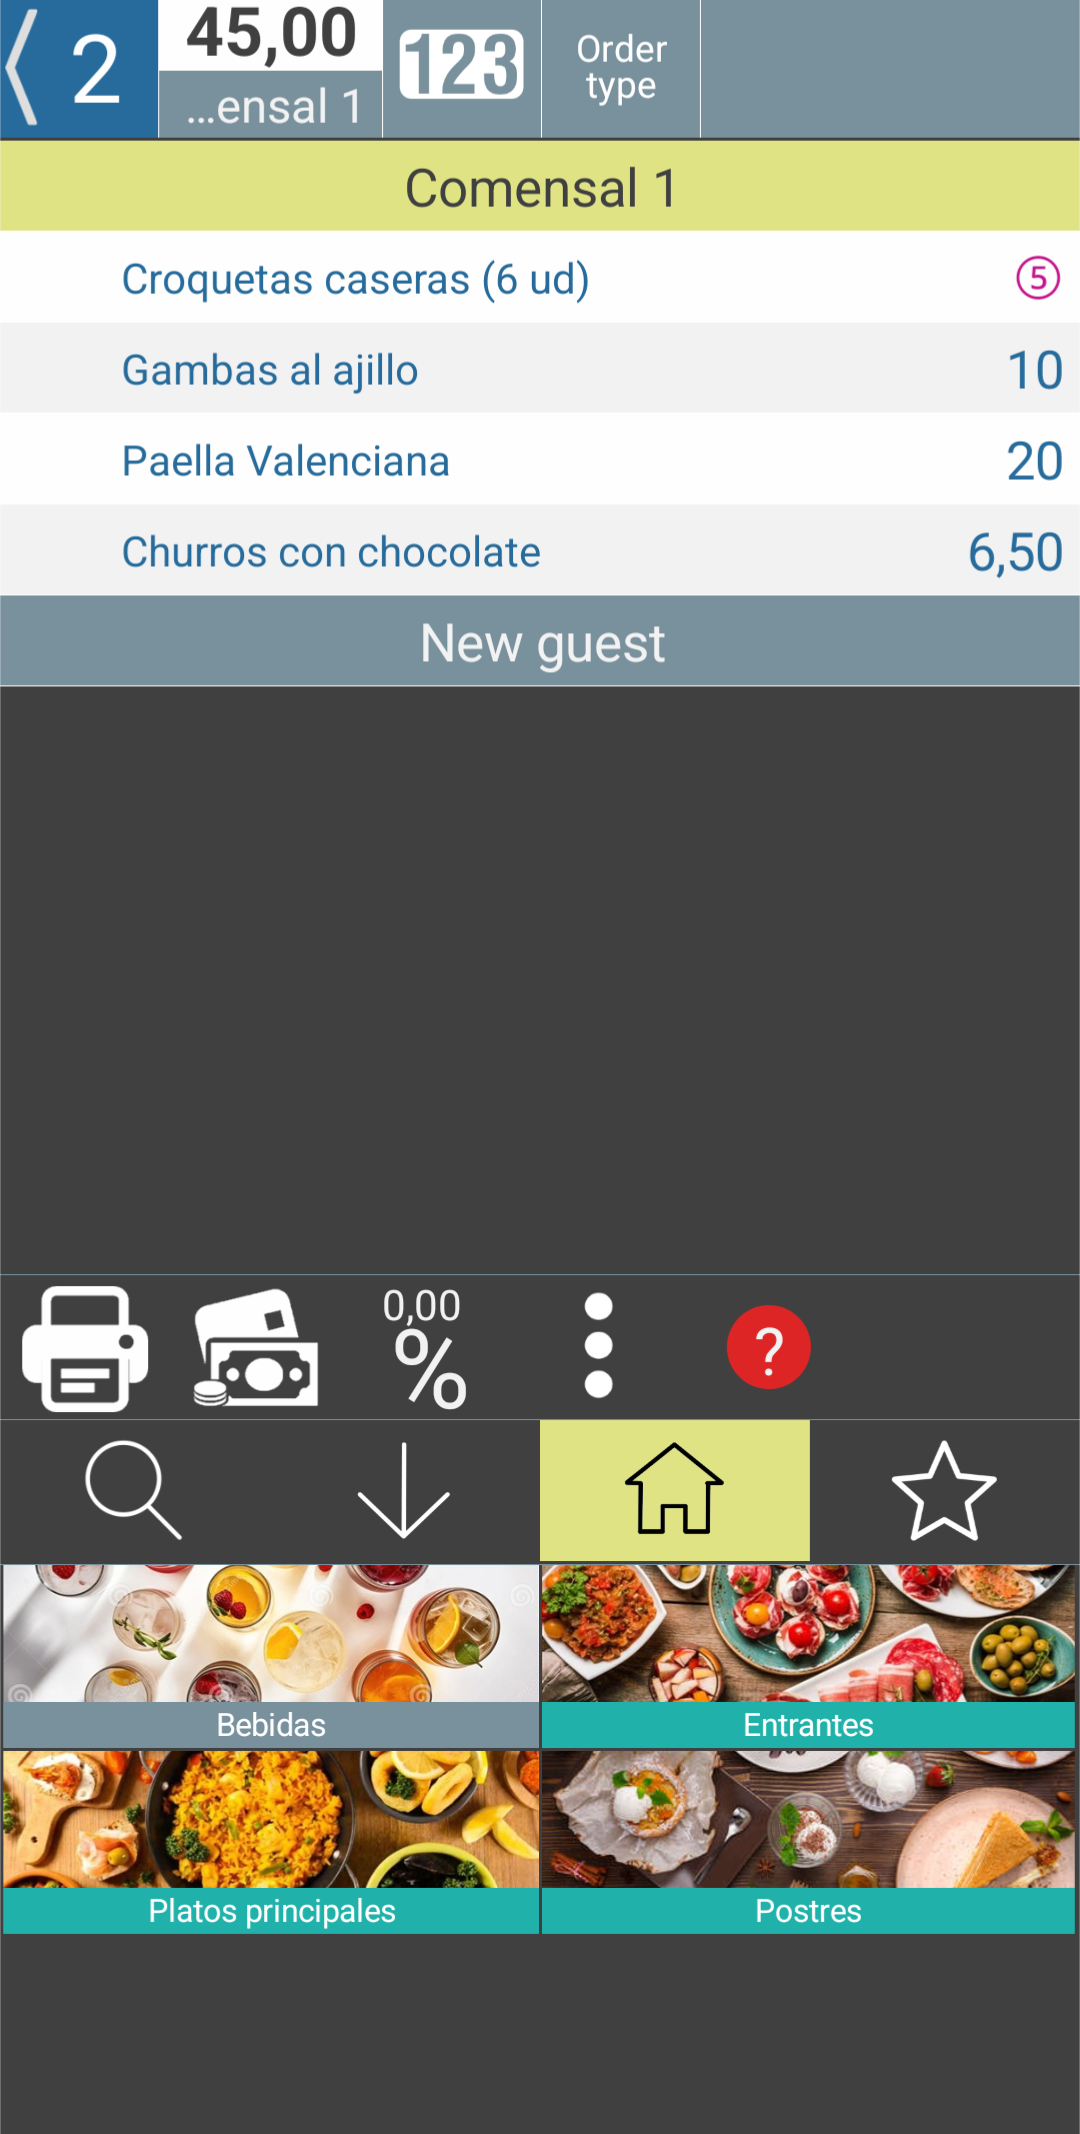 2
45,00
...ensal 1
123
Order
type
Comensal 1
Croquetas caseras (6 ud)
5
Gambas al ajillo
10
Paella Valenciana
20
Churros con chocolate
6,50
New guest
0,00
%
?
Bebidas
Entrantes
Platos principales
Postres